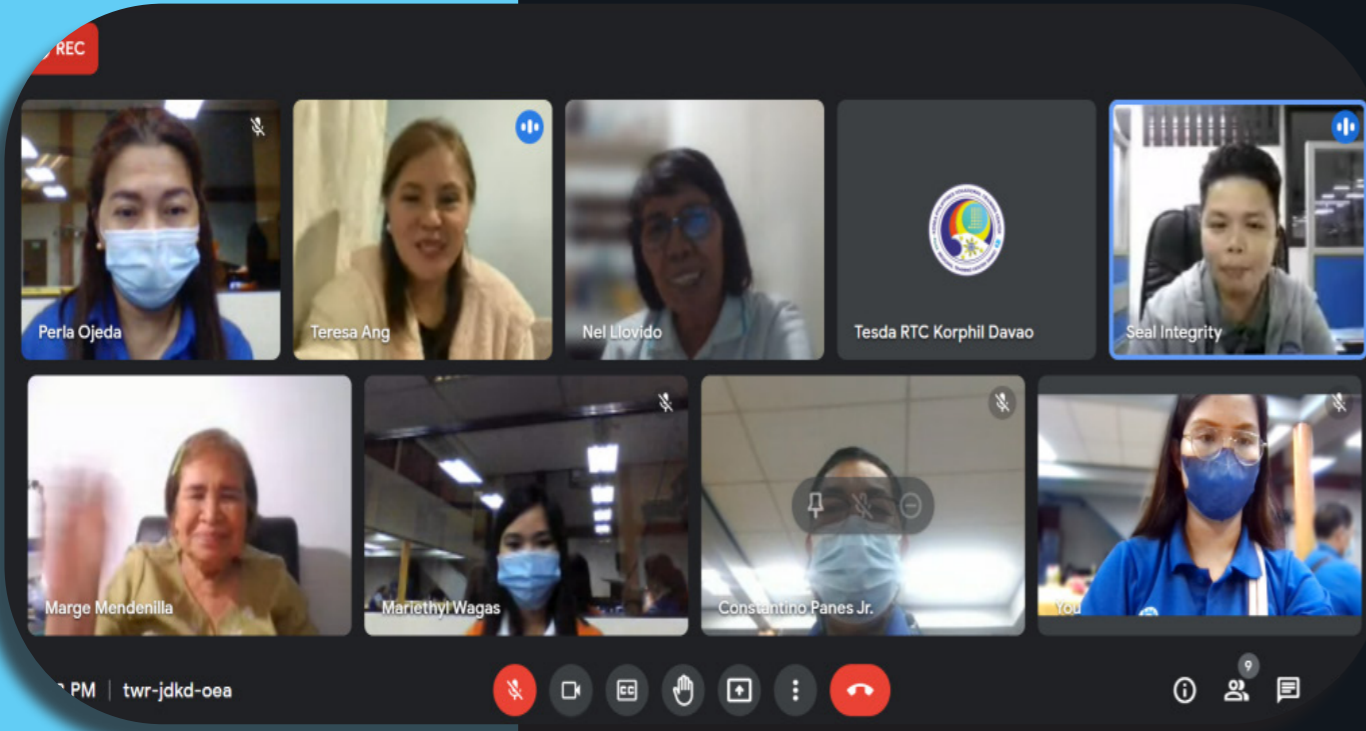 REC
Perla Ojeda
Teresa Ang
Nel Llovido
Tesda RTC Korphil Davao
Seal Integrity
Marge Mendenilla
Mariethyl Wagas
Constantino Panes Jr.
You
PM | twr-jdkd-oea
CC
9